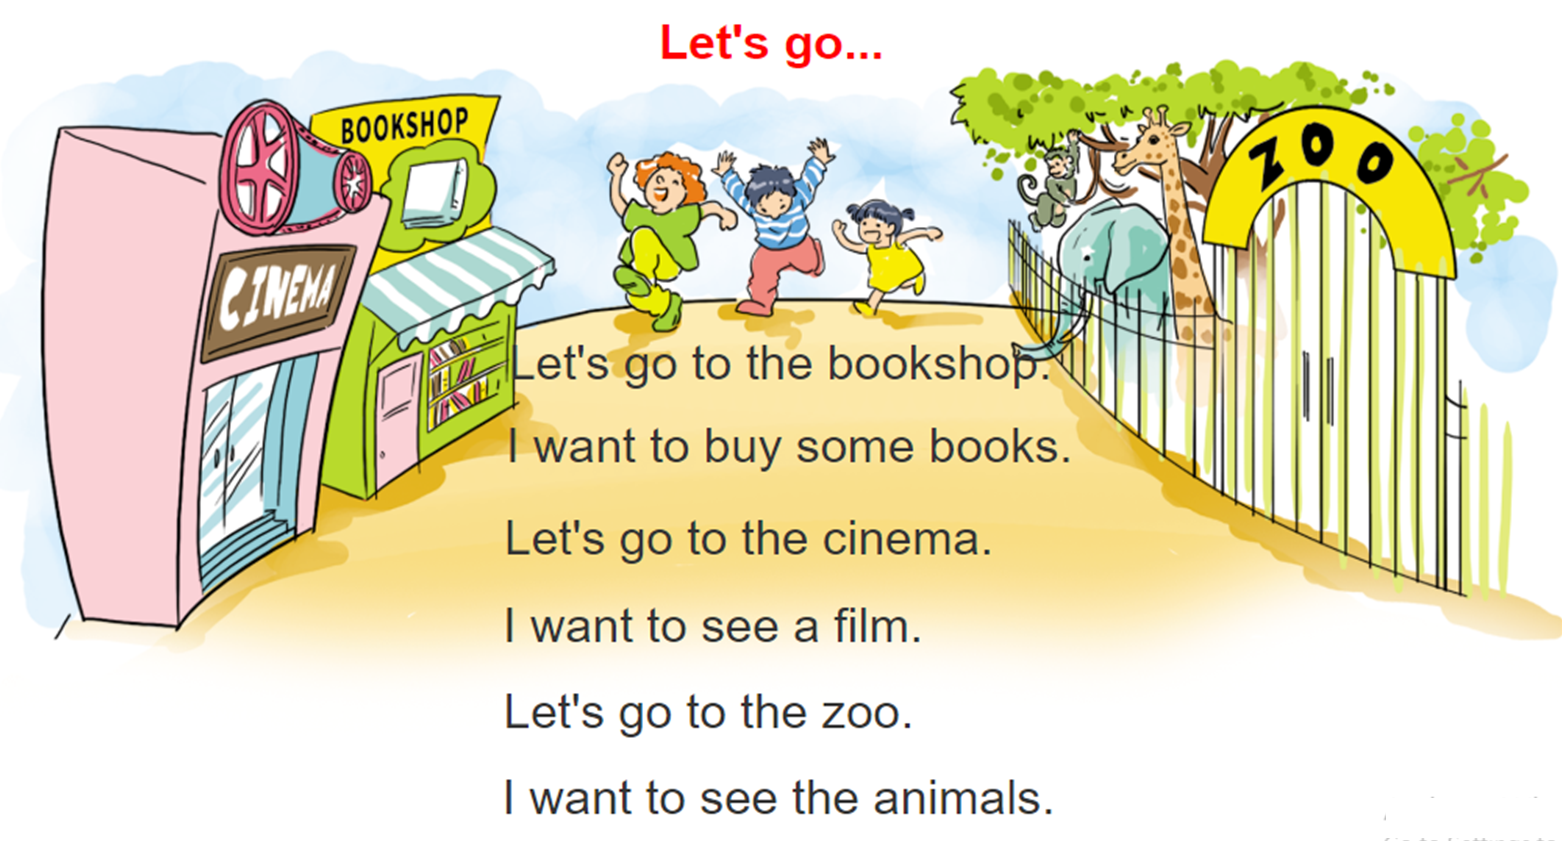 Let's go...
BOOKSHOP
ZOO
CINEMA
Let's go to the bookshop.
I want to buy some books.
Let's go to the cinema.
I want to see a film.
Let's go to the zoo.
I want to see the animals.